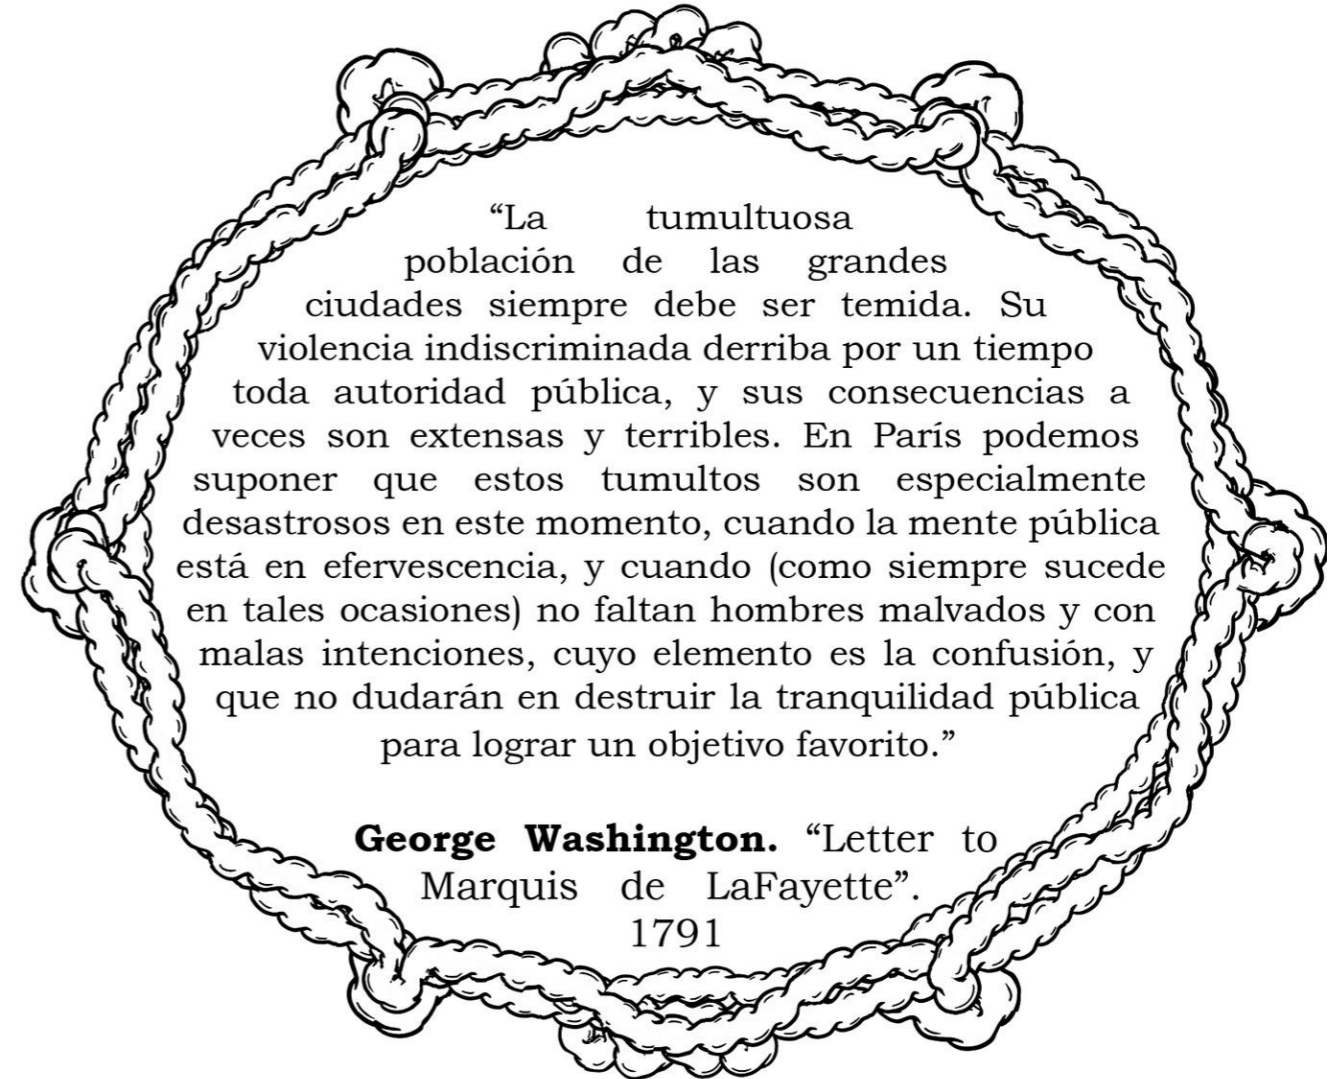 “La tumultuosa
población de las grandes
ciudades siempre debe ser temida. Su
violencia indiscriminada derriba por un tiempo
toda autoridad pública, y sus consecuencias a
veces son extensas y terribles. En París podemos
suponer que estos tumultos son especialmente
desastrosos en este momento, cuando la mente pública
está en efervescencia, y cuando (como siempre sucede
en tales ocasiones) no faltan hombres malvados y con
malas intenciones, cuyo elemento es la confusión, y
que no dudarán en destruir la tranquilidad pública
para lograr un objetivo favorito.”
George Washington. “Letter to
Marquis de LaFayette”.
1791